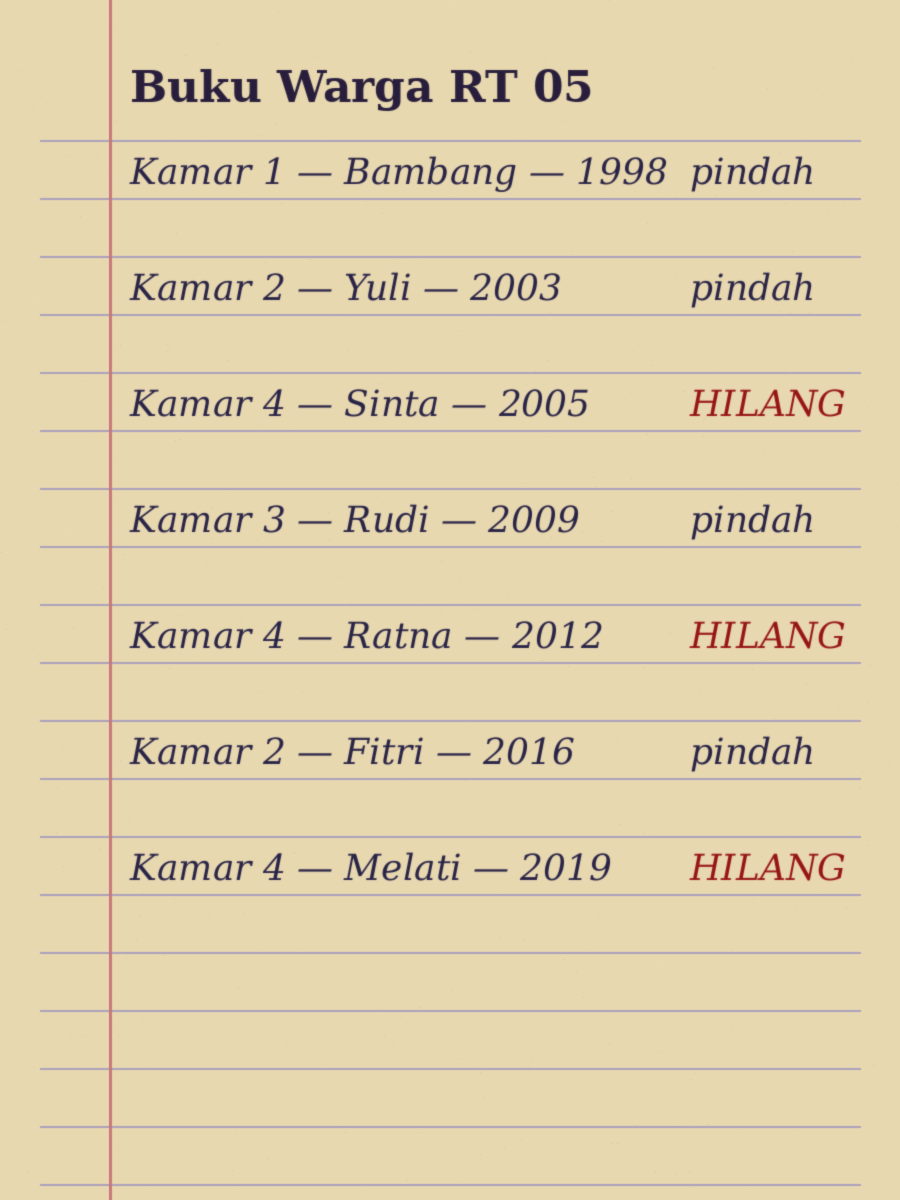 Buku Warga RT 05
Kamar 1 — Bambang — 1998 pindah
Kamar 2 — Yuli — 2003 pindah
Kamar 4 — Sinta — 2005 HILANG
Kamar 3 — Rudi — 2009 pindah
Kamar 4 — Ratna — 2012 HILANG
Kamar 2 — Fitri — 2016 pindah
Kamar 4 — Melati — 2019 HILANG